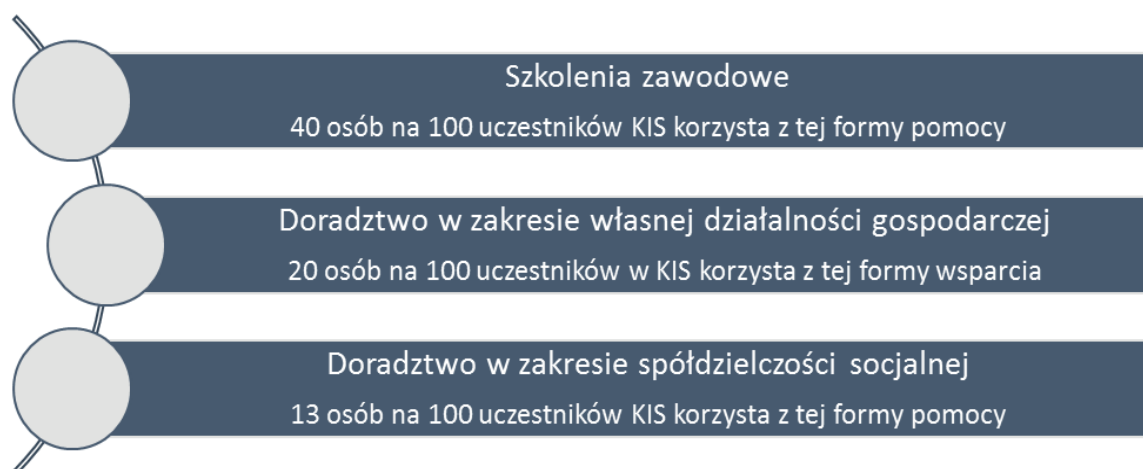 Szkolenia zawodowe
40 osób na 100 uczestników KIS korzysta z tej formy pomocy
Doradztwo w zakresie własnej działalności gospodarczej
20 osób na 100 uczestników w KIS korzysta z tej formy wsparcia
Doradztwo w zakresie spółdzielczości socjalnej
13 osób na 100 uczestników KIS korzysta z tej formy pomocy